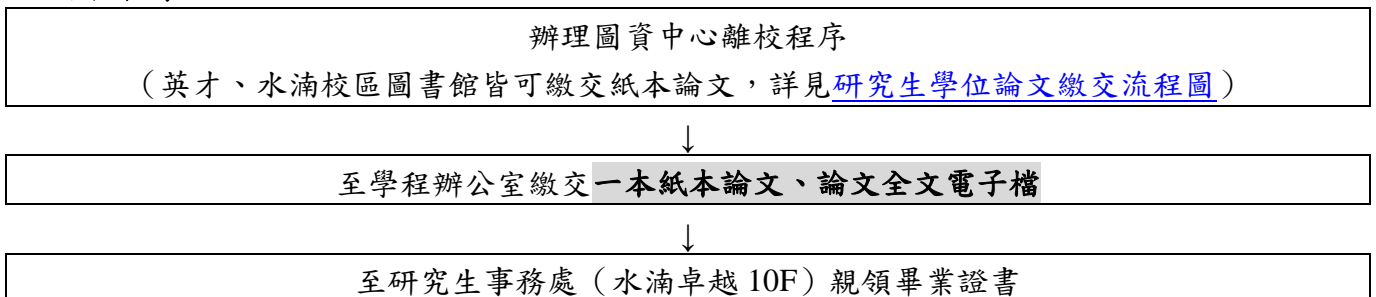 辦理圖資中心離校程序
（英才、水湳校區圖書館皆可繳交紙本論文，詳見研究生學位論文繳交流程圖）
↓
至學程辦公室繳交一本紙本論文、論文全文電子檔
↓
至研究生事務處（水湳卓越 10F）親領畢業證書